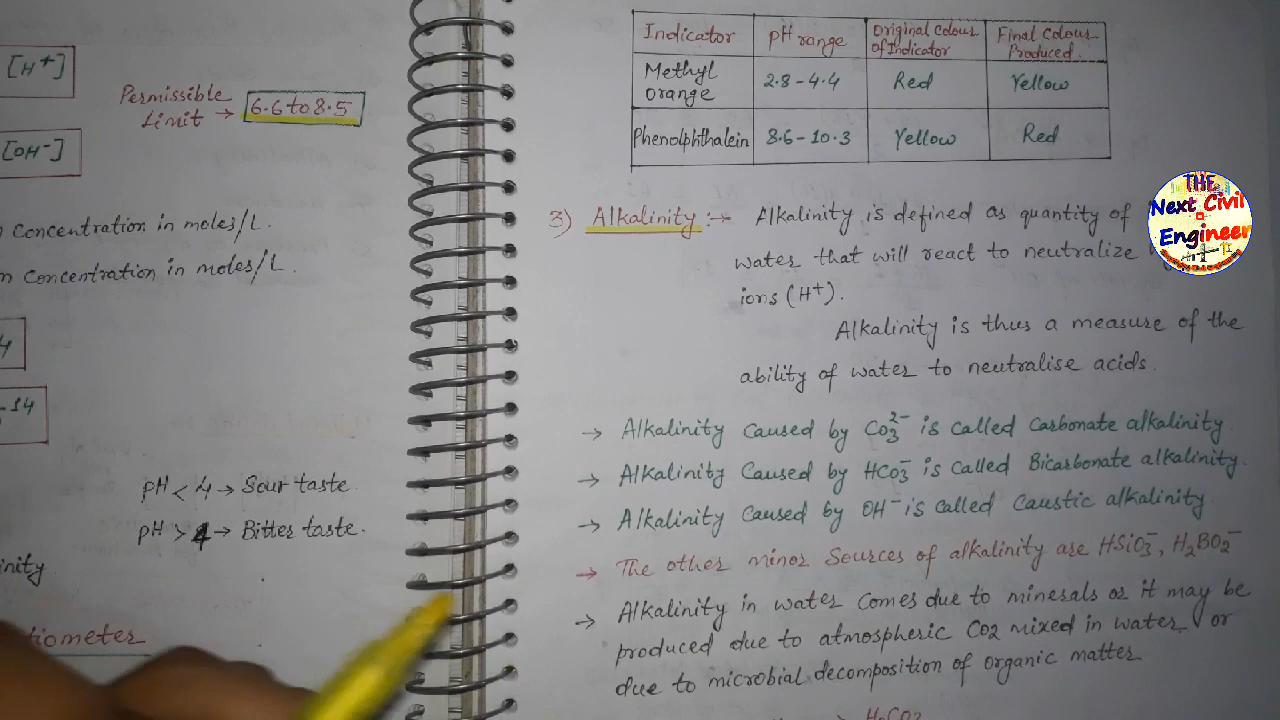 [H⁺]
Permissible
Limit → 6.6 to 8.5
[OH⁻]
Concentration in moles/L.
Concentration in moles/L.
pH < 4 → Sour taste
pH > 4 → Bitter taste.
Indicator pH range Original Colour of Indicator Final Colour Produced.
Methyl orange 2.8 – 4.4 Red Yellow
Phenolphthalein 8.6 – 10.3 Yellow Red
3) Alkalinity :→ Alkalinity is defined as quantity of
water that will react to neutralize
ions (H⁺).
Alkalinity is thus a measure of the
ability of water to neutralise acids.
→ Alkalinity caused by CO₃²⁻ is called Carbonate alkalinity.
→ Alkalinity Caused by HCO₃⁻ is called Bicarbonate alkalinity.
→ Alkalinity Caused by OH⁻ is called Caustic alkalinity.
→ The other minor Sources of alkalinity are HSiO₃⁻, H₂BO₂⁻
→ Alkalinity in water comes due to minerals or it may be
produced due to atmospheric CO2 mixed in water, or
due to microbial decomposition of organic matter
→ H₂CO₃
THE
Next Civil
Engineer